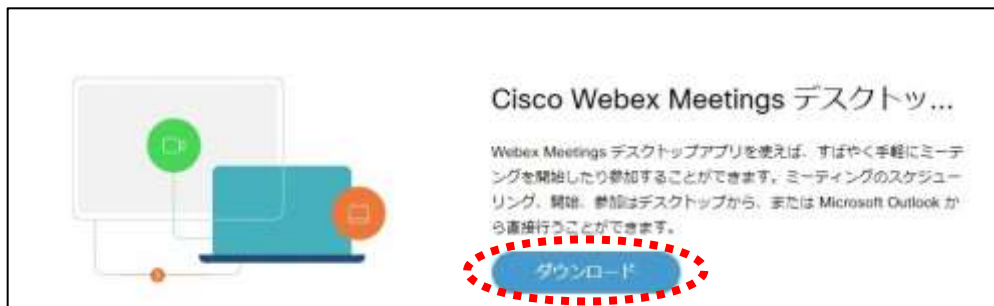 Cisco Webex Meetings デスクトッ...
Webex Meetings デスクトップアプリを使えば、すばやく手軽にミーテ
ィングを開始したり参加することができます。ミーティングのスケジュー
リング、開始、参加はデスクトップから、または Microsoft Outlook か
ら直接行うことができます。
ダウンロード